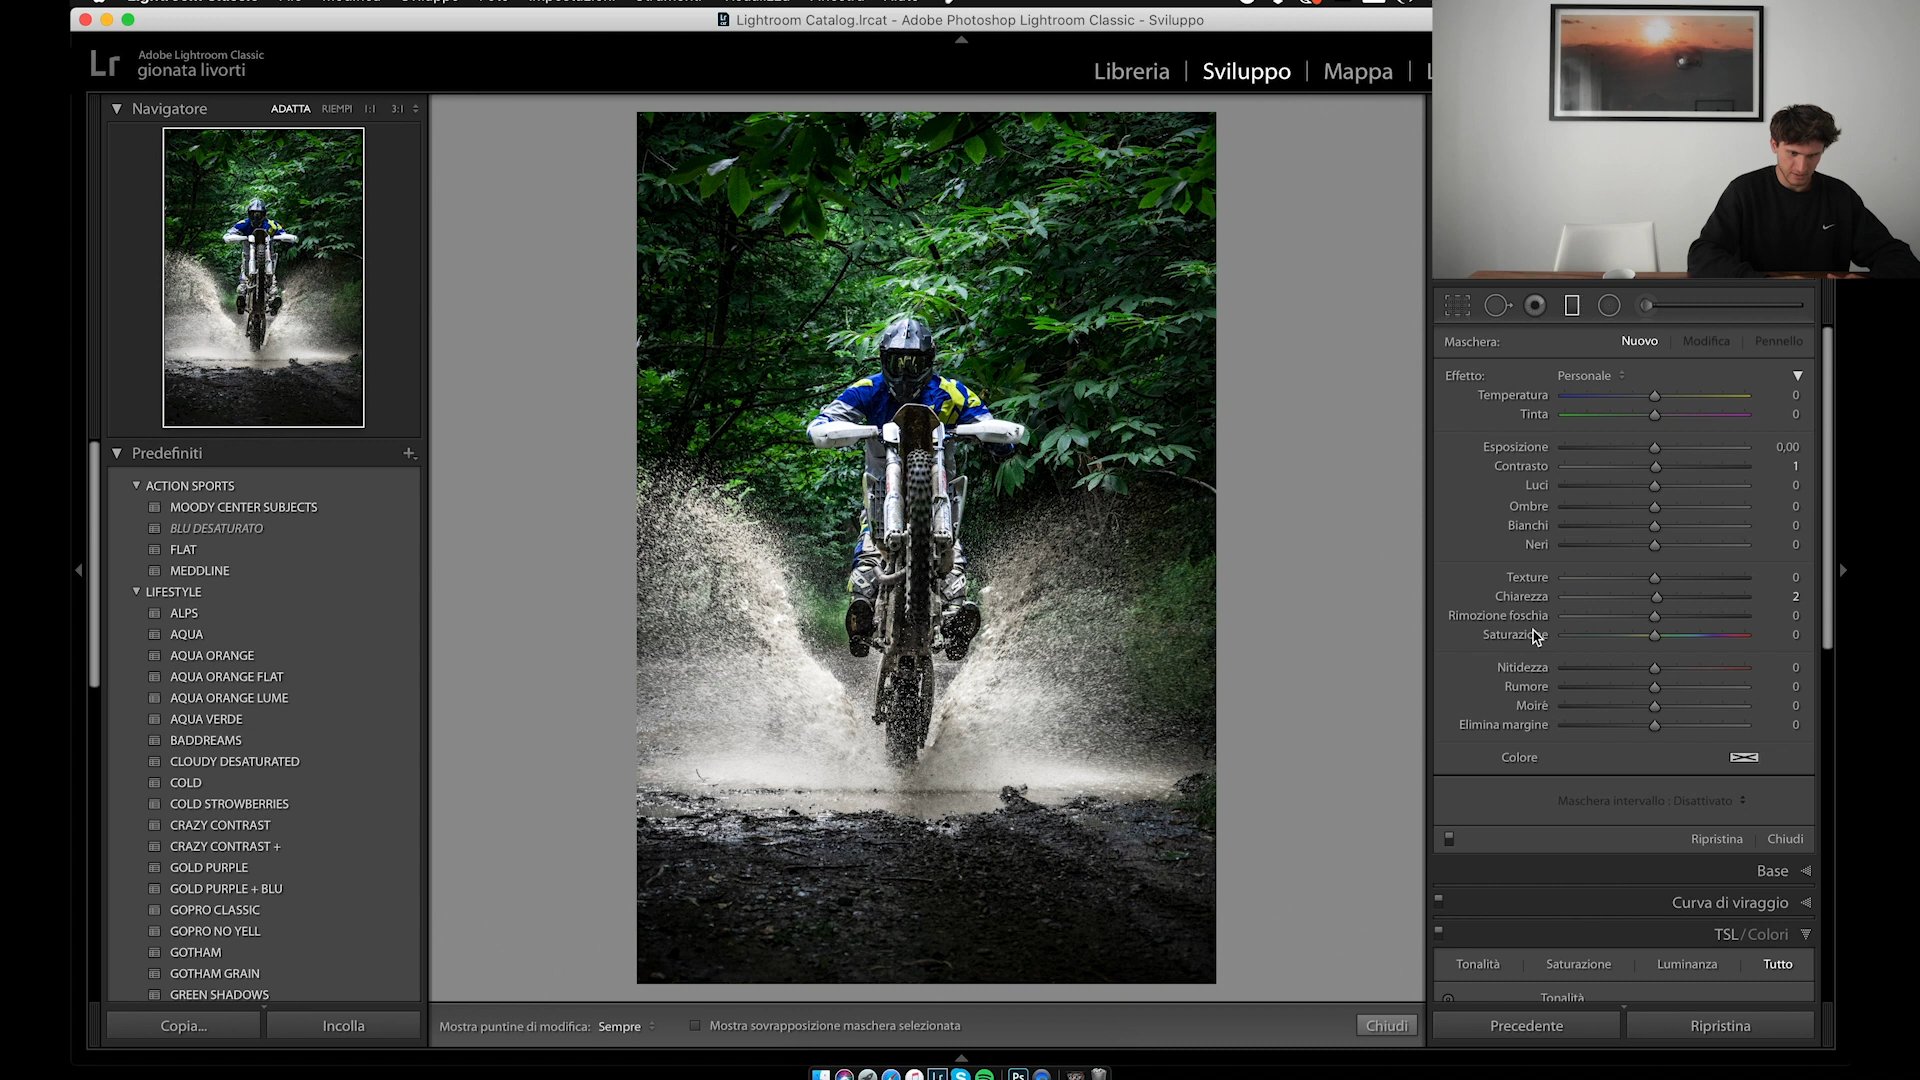 Lightroom Catalog.lrcat - Adobe Photoshop Lightroom Classic - Sviluppo
Lr
Adobe Lightroom Classic
gionata livorti
Libreria | Sviluppo | Mappa |
Navigatore ADATTA RIEMPI 1:1 3:1
Predefiniti
ACTION SPORTS
MOODY CENTER SUBJECTS
BLU DESATURATO
FLAT
MEDDLINE
LIFESTYLE
ALPS
AQUA
AQUA ORANGE
AQUA ORANGE FLAT
AQUA ORANGE LUME
AQUA VERDE
BADDREAMS
CLOUDY DESATURATED
COLD
COLD STROWBERRIES
CRAZY CONTRAST
CRAZY CONTRAST +
GOLD PURPLE
GOLD PURPLE + BLU
GOPRO CLASSIC
GOPRO NO YELL
GOTHAM
GOTHAM GRAIN
GREEN SHADOWS
Copia... Incolla
Mostra puntine di modifica: Sempre Mostra sovrapposizione maschera selezionata Chiudi
Maschera: Nuovo Modifica Pennello
Effetto: Personale
Temperatura 0
Tinta 0
Esposizione 0,00
Contrasto 1
Luci 0
Ombre 0
Bianchi 0
Neri 0
Texture 0
Chiarezza 2
Rimozione foschia 0
Saturazione 0
Nitidezza 0
Rumore 0
Moiré 0
Elimina margine 0
Colore
Maschera intervallo : Disattivato
Ripristina Chiudi
Base
Curva di viraggio
TSL / Colori
Tonalità Saturazione Luminanza Tutto
Tonalità
Precedente Ripristina
Lr Ps